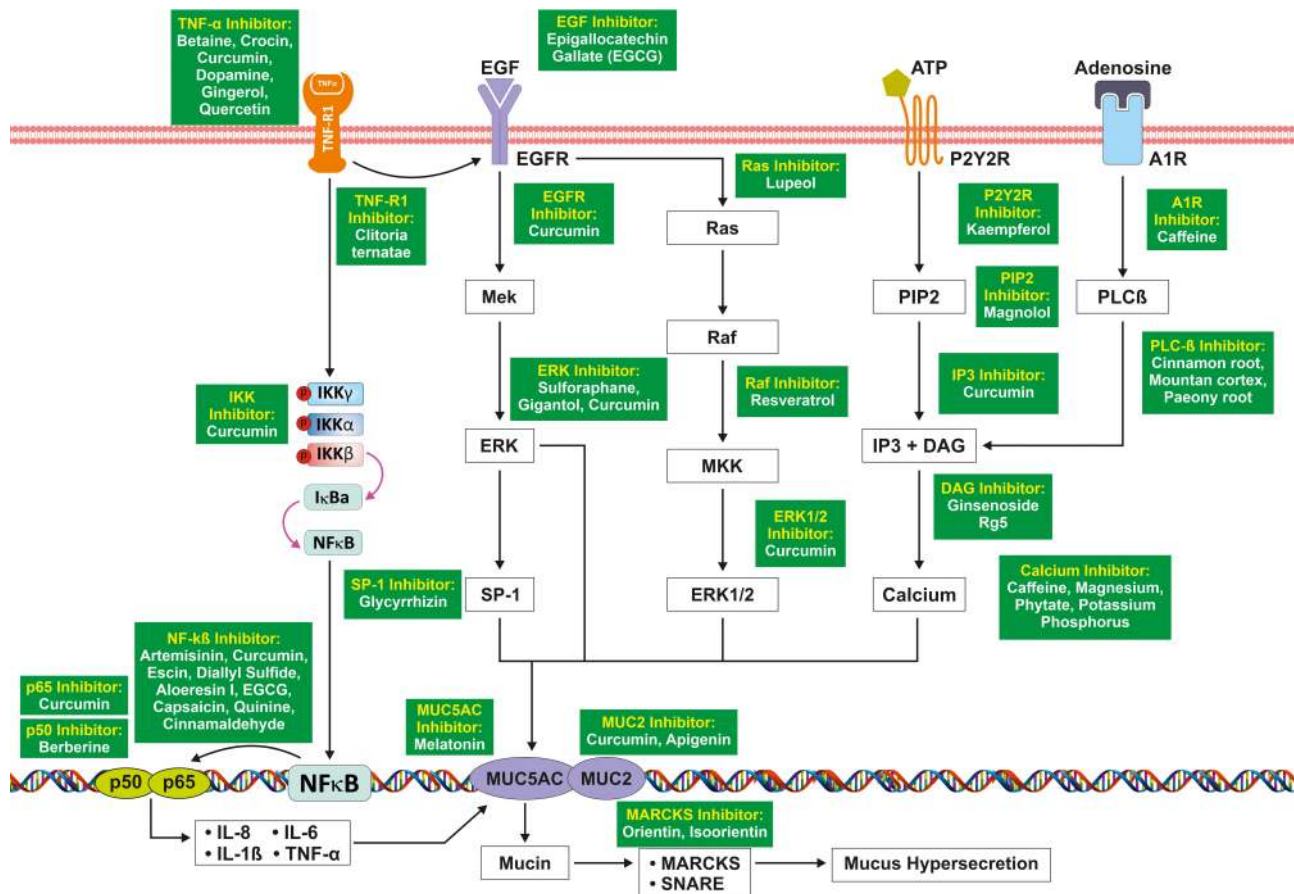 TNF-α Inhibitor:
Betaine, Crocin,
Curcumin,
Dopamine,
Gingerol,
Quercetin
TNFα
TNF-R1
EGF
EGF Inhibitor:
Epigallocatechin
Gallate (EGCG)
ATP
Adenosine
EGFR
P2Y2R
A1R
Ras Inhibitor:
Lupeol
TNF-R1
Inhibitor:
Clitoria
ternatae
EGFR
Inhibitor:
Curcumin
Ras
P2Y2R
Inhibitor:
Kaempferol
A1R
Inhibitor:
Caffeine
Mek
PIP2
PIP2
Inhibitor:
Magnolol
PLCß
Raf
ERK Inhibitor:
Sulforaphane,
Gigantol, Curcumin
Raf Inhibitor:
Resveratrol
IP3 Inhibitor:
Curcumin
PLC-ß Inhibitor:
Cinnamon root,
Mountan cortex,
Paeony root
IKK
Inhibitor:
Curcumin
P IKKγ
P IKKα
P IKKβ
ERK
MKK
IP3 + DAG
IκBa
NFκB
ERK1/2
Inhibitor:
Curcumin
DAG Inhibitor:
Ginsenoside
Rg5
SP-1 Inhibitor:
Glycyrrhizin
SP-1
ERK1/2
Calcium
Calcium Inhibitor:
Caffeine, Magnesium,
Phytate, Potassium
Phosphorus
NF-kß Inhibitor:
Artemisinin, Curcumin,
Escin, Diallyl Sulfide,
Aloeresin I, EGCG,
Capsaicin, Quinine,
Cinnamaldehyde
p65 Inhibitor:
Curcumin
p50 Inhibitor:
Berberine
MUC5AC
Inhibitor:
Melatonin
MUC2 Inhibitor:
Curcumin, Apigenin
p50 p65
NFκB
MUC5AC MUC2
MARCKS Inhibitor:
Orientin, Isoorientin
• IL-8 • IL-6
• IL-1ß • TNF-α
Mucin
• MARCKS
• SNARE
Mucus Hypersecretion